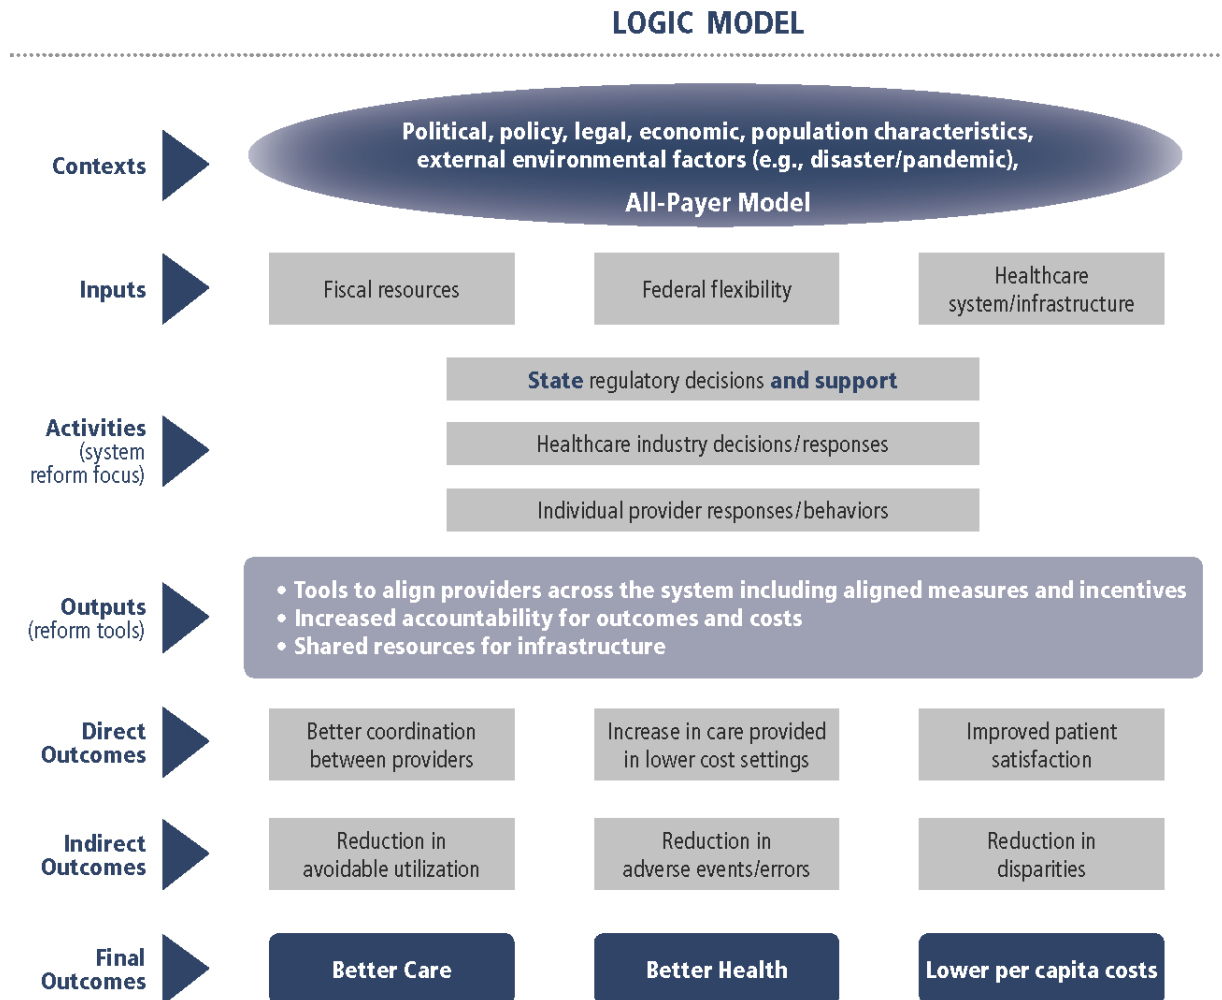 LOGIC MODEL
Contexts
Political, policy, legal, economic, population characteristics,
external environmental factors (e.g., disaster/pandemic),
All-Payer Model
Inputs
Fiscal resources
Federal flexibility
Healthcare
system/infrastructure
Activities
(system
reform focus)
State regulatory decisions and support
Healthcare industry decisions/responses
Individual provider responses/behaviors
Outputs
(reform tools)
• Tools to align providers across the system including aligned measures and incentives
• Increased accountability for outcomes and costs
• Shared resources for infrastructure
Direct
Outcomes
Better coordination
between providers
Increase in care provided
in lower cost settings
Improved patient
satisfaction
Indirect
Outcomes
Reduction in
avoidable utilization
Reduction in
adverse events/errors
Reduction in
disparities
Final
Outcomes
Better Care
Better Health
Lower per capita costs